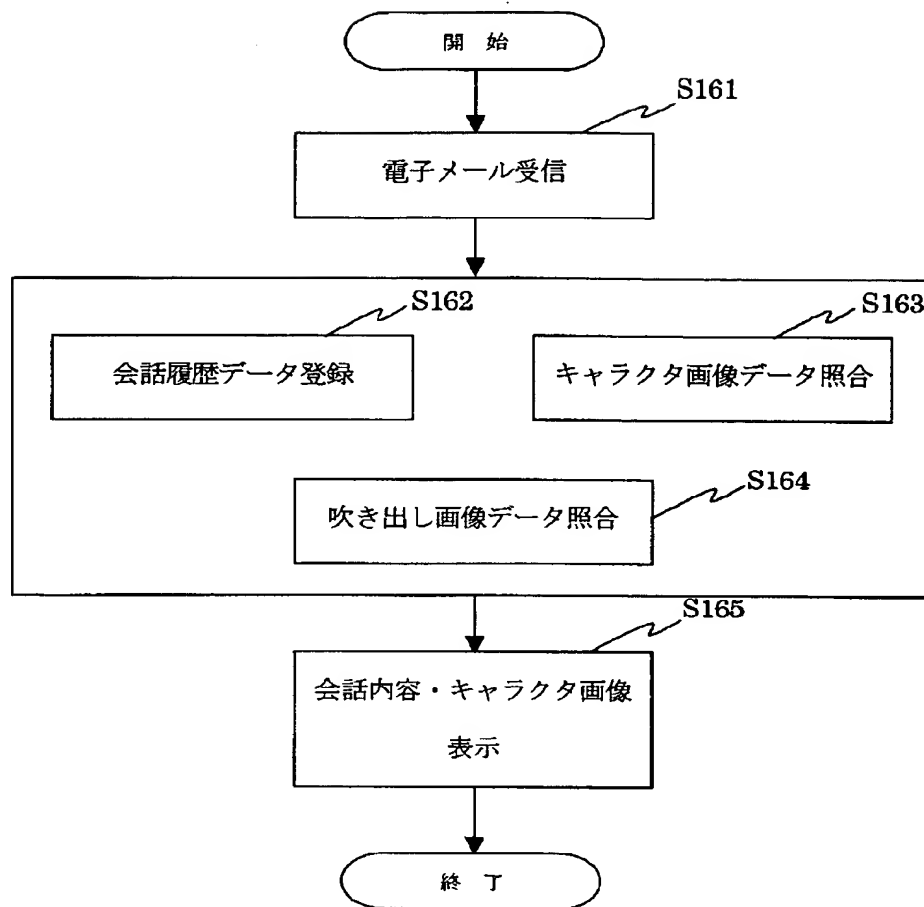 開 始
S161
電子メール受信
S162
S163
会話履歴データ登録
キャラクタ画像データ照合
S164
吹き出し画像データ照合
S165
会話内容・キャラクタ画像
表示
終 了